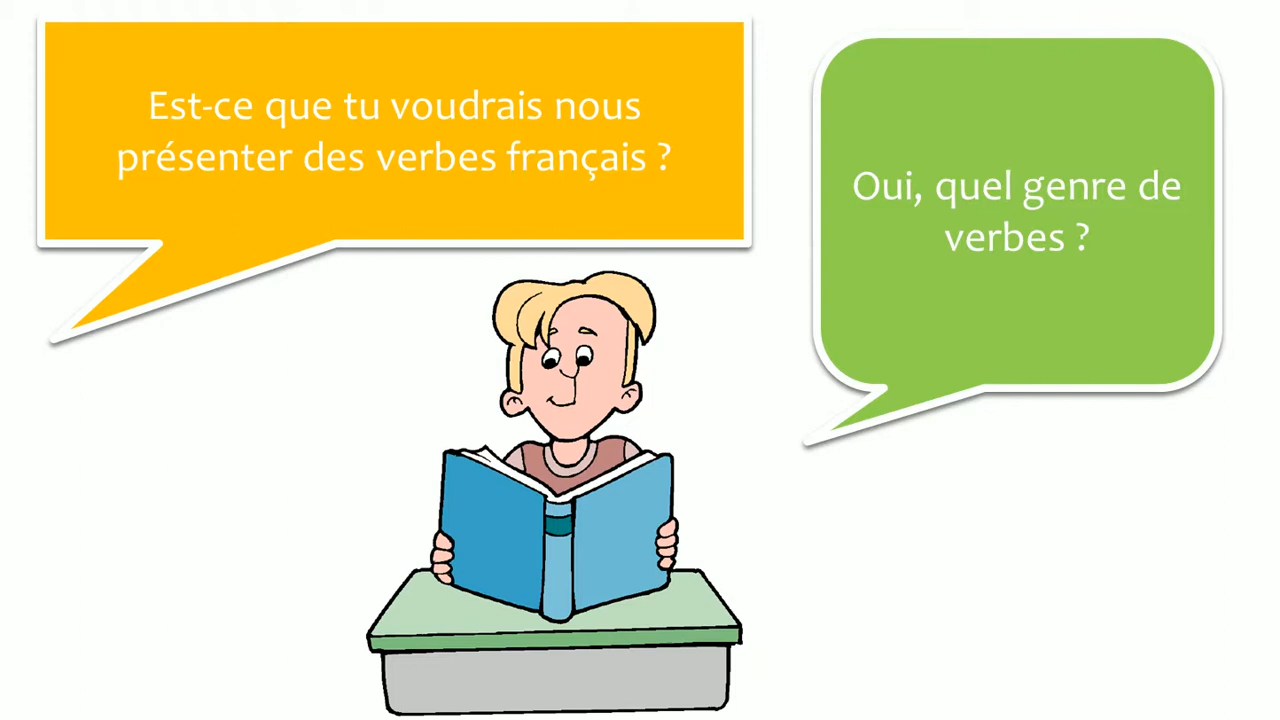 Est-ce que tu voudrais nous
présenter des verbes français ?
Oui, quel genre de
verbes ?